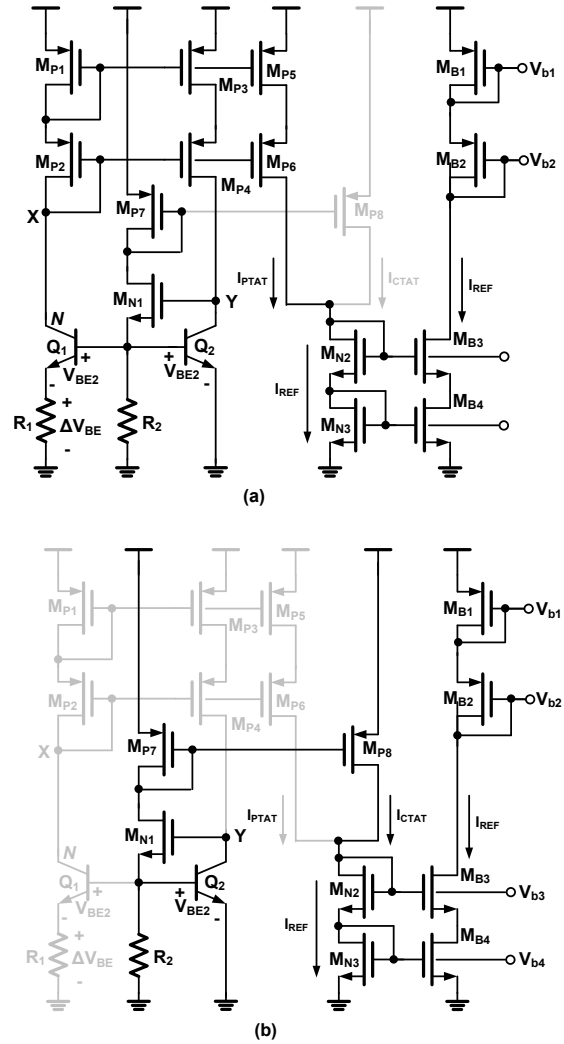 MP1
MP3
MP5
MB1
Vb1
MP2
MP4
MP6
MB2
Vb2
X
MP7
MP8
MN1
Y
IPTAT
ICTAT
IREF
N
Q1
+
VBE2
-
+
Q2
VBE2
-
MN2
MB3
IREF
MN3
MB4
R1
+
ΔVBE
-
R2
(a)
MP1
MP3
MP5
MB1
Vb1
MP2
MP4
MP6
MB2
Vb2
X
MP7
MP8
MN1
Y
IPTAT
ICTAT
IREF
N
Q1
+
VBE2
-
+
Q2
VBE2
-
MN2
MB3
Vb3
IREF
MN3
MB4
Vb4
R1
+
ΔVBE
-
R2
(b)